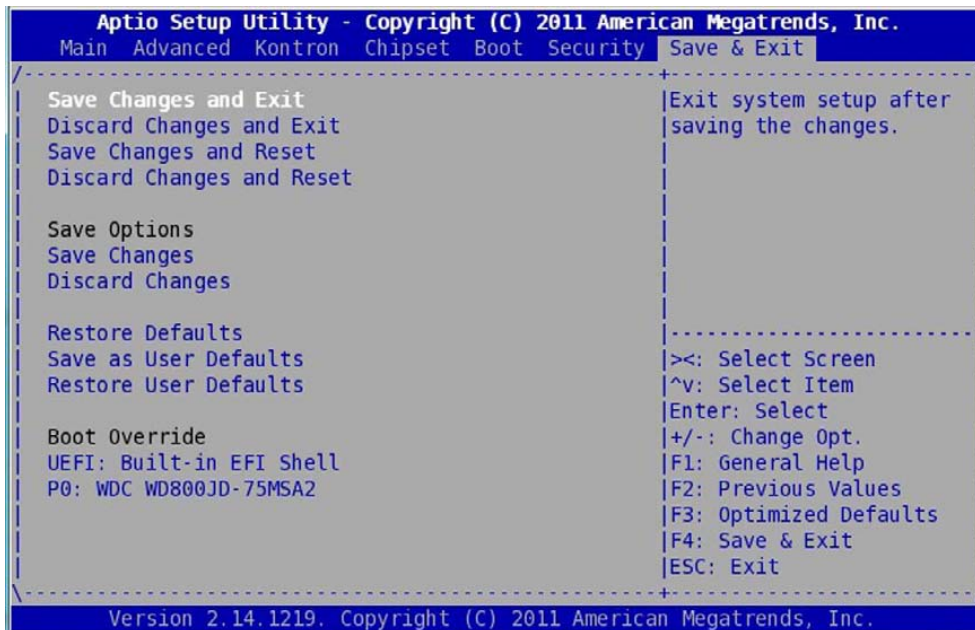 Aptio Setup Utility - Copyright (C) 2011 American Megatrends, Inc.
Main Advanced Kontron Chipset Boot Security Save & Exit
Save Changes and Exit
Discard Changes and Exit
Save Changes and Reset
Discard Changes and Reset
Save Options
Save Changes
Discard Changes
Restore Defaults
Save as User Defaults
Restore User Defaults
Boot Override
UEFI: Built-in EFI Shell
P0: WDC WD800JD-75MSA2
Exit system setup after
saving the changes.
><: Select Screen
^v: Select Item
Enter: Select
+/-: Change Opt.
F1: General Help
F2: Previous Values
F3: Optimized Defaults
F4: Save & Exit
ESC: Exit
Version 2.14.1219. Copyright (C) 2011 American Megatrends, Inc.